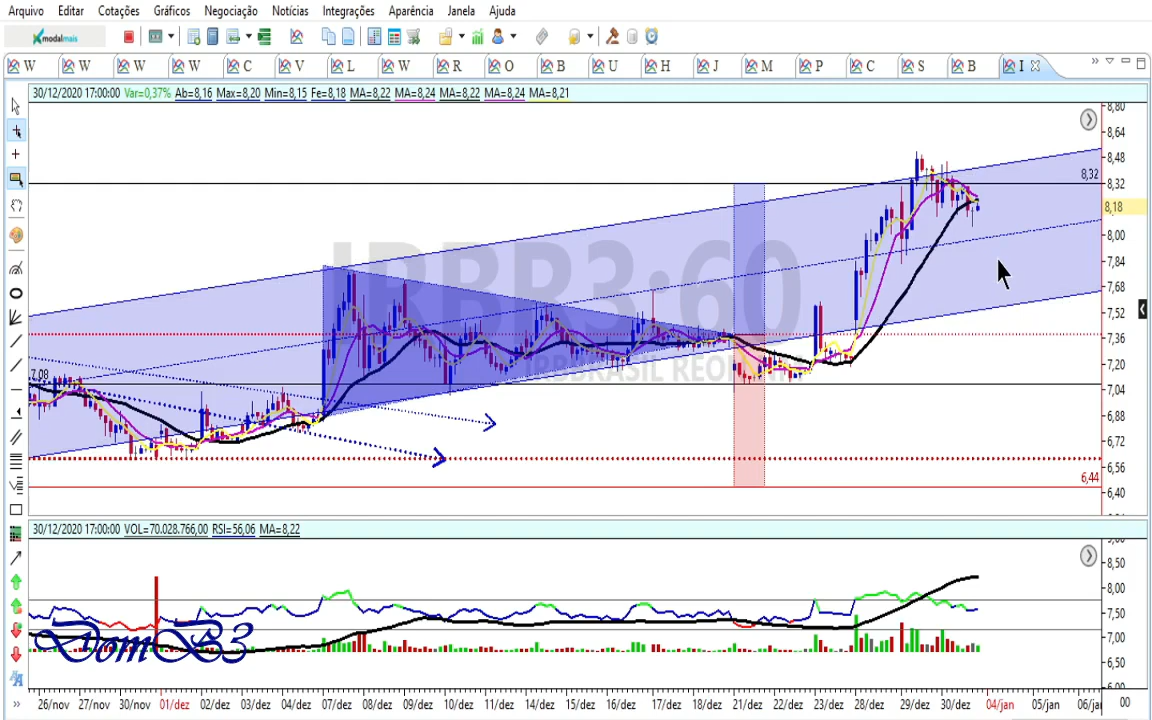 Arquivo Editar Cotações Gráficos Negociação Notícias Integrações Aparência Janela Ajuda
modalmais
W W W W C V L W R O B U H J M P C S B I
30/12/2020 17:00:00 Var=0,37% Ab=8,16 Max=8,20 Min=8,15 Fe=8,18 MA=8,22 MA=8,24 MA=8,22 MA=8,24 MA=8,21
8,80
8,64
8,48
8,32 8,32
8,18
8,00
7,84
IRBR3:60
7,68
7,52
7,36
IRBBRASIL REON
7,20
7,08
7,04
6,88
6,72
6,56
6,44
6,40
30/12/2020 17:00:00 VOL=70.028.766,00 RSI=56,06 MA=8,22
8,50
8,00
7,50
DomB3
7,00
6,50
26/nov 27/nov 30/nov 01/dez 02/dez 03/dez 04/dez 07/dez 08/dez 09/dez 10/dez 11/dez 14/dez 15/dez 16/dez 17/dez 18/dez 21/dez 22/dez 23/dez 28/dez 29/dez 30/dez 04/jan 05/jan 00